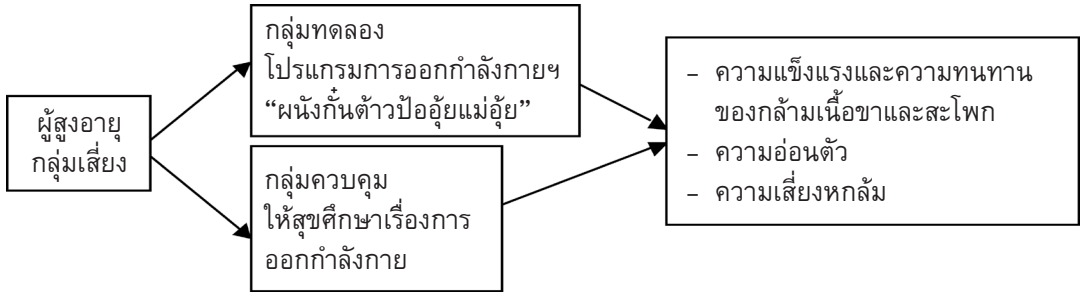 ผู้สูงอายุ
กลุ่มเสี่ยง
กลุ่มทดลอง
โปรแกรมการออกกำลังกายฯ
“ผนังกั๋นต้าวป้ออุ้ยแม่อุ้ย”
กลุ่มควบคุม
ให้สุขศึกษาเรื่องการ
ออกกำลังกาย
- ความแข็งแรงและความทนทาน
ของกล้ามเนื้อขาและสะโพก
- ความอ่อนตัว
- ความเสี่ยงหกล้ม